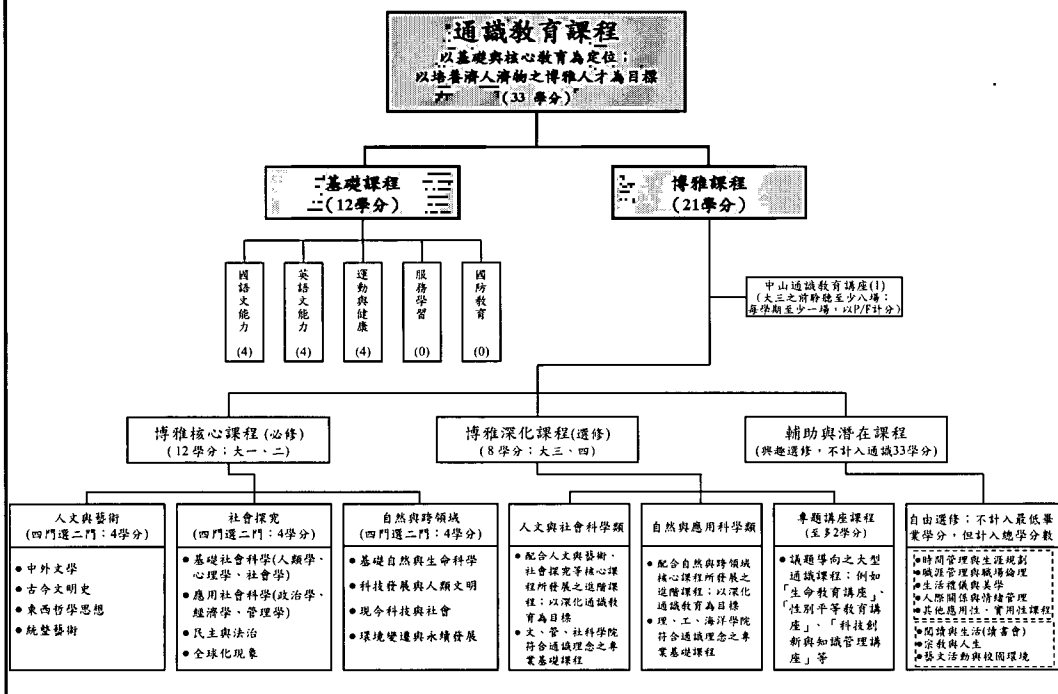 通識教育課程
以基礎與核心教育為定位；
以培養濟人濟物之博雅人才為目標
(33 學分)
基礎課程
(12學分)
博雅課程
(21學分)
國語文能力
(4)
英語文能力
(4)
運動與健康
(4)
服務學習
(0)
國防教育
(0)
中山通識教育講座(1)
(大三之前聆聽至少八場；
每學期至少一場，以P/F計分)
博雅核心課程(必修)
(12學分；大一、二)
博雅深化課程(選修)
(8學分；大三、四)
輔助與潛在課程
(興趣選修，不計入通識33學分)
人文與藝術
(四門選二門：4學分)
●中外文學
●古今文明史
●東西哲學思想
●統整藝術
社會探究
(四門選二門：4學分)
●基礎社會科學(人類學、
心理學、社會學)
●應用社會科學(政治學、
經濟學、管理學)
●民主與法治
●全球化現象
自然與跨領域
(四門選二門：4學分)
●基礎自然與生命科學
●科技發展與人類文明
●現今科技與社會
●環境變遷與永續發展
人文與社會科學類
●配合人文與藝術、
社會探究等核心課
程所發展之進階課
程；以深化通識教
育為目標
●文、管、社科學院
符合通識理念之專
業基礎課程
自然與應用科學類
●配合自然與跨領域
核心課程所發展之
進階課程；以深化
通識教育為目標
●理、工、海洋學院
符合通識理念之專
業基礎課程
專題講座課程
(至多2學分)
●議題導向之大型
通識課程；例如
「生命教育講座」、
「性別平等教育講
座」、「科技創
新與知識管理講
座」等
自由選修：不計入最低畢
業學分，但計入總學分數
●時間管理與生涯規劃
●職涯管理與職場倫理
●生活禮儀與美學
●人際關係與情緒管理
●其他應用性、實用性課程
●閱讀與生活(讀書會)
●宗教與人生
●藝文活動與校園環境